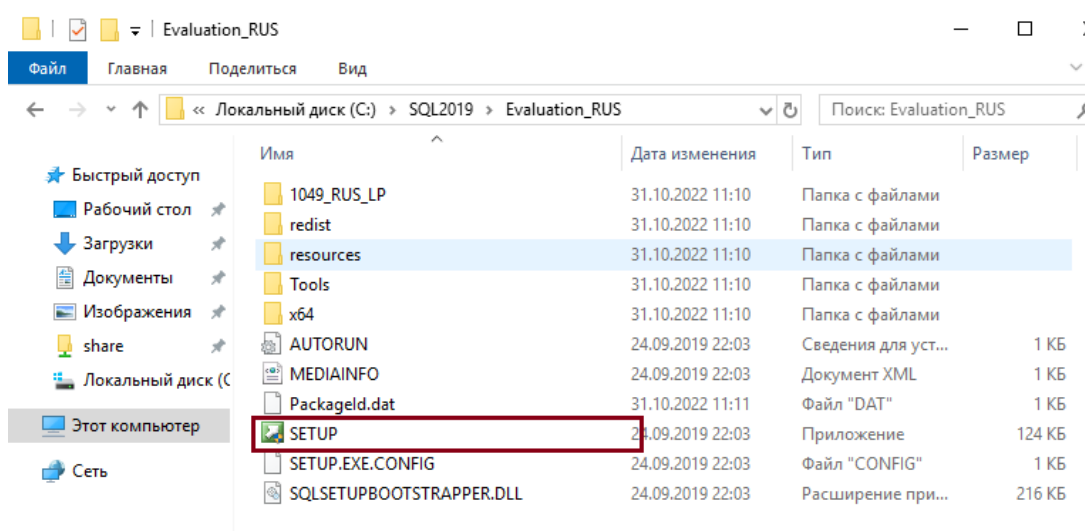 Evaluation_RUS
Файл Главная Поделиться Вид
« Локальный диск (C:) › SQL2019 › Evaluation_RUS Поиск: Evaluation_RUS
Имя Дата изменения Тип Размер
Быстрый доступ
Рабочий стол
Загрузки
Документы
Изображения
share
Локальный диск (C
Этот компьютер
Сеть
1049_RUS_LP 31.10.2022 11:10 Папка с файлами
redist 31.10.2022 11:10 Папка с файлами
resources 31.10.2022 11:10 Папка с файлами
Tools 31.10.2022 11:10 Папка с файлами
x64 31.10.2022 11:10 Папка с файлами
AUTORUN 24.09.2019 22:03 Сведения для уст... 1 КБ
MEDIAINFO 24.09.2019 22:03 Документ XML 1 КБ
PackageId.dat 31.10.2022 11:11 Файл "DAT" 1 КБ
SETUP 24.09.2019 22:03 Приложение 124 КБ
SETUP.EXE.CONFIG 24.09.2019 22:03 Файл "CONFIG" 1 КБ
SQLSETUPBOOTSTRAPPER.DLL 24.09.2019 22:03 Расширение при... 216 КБ